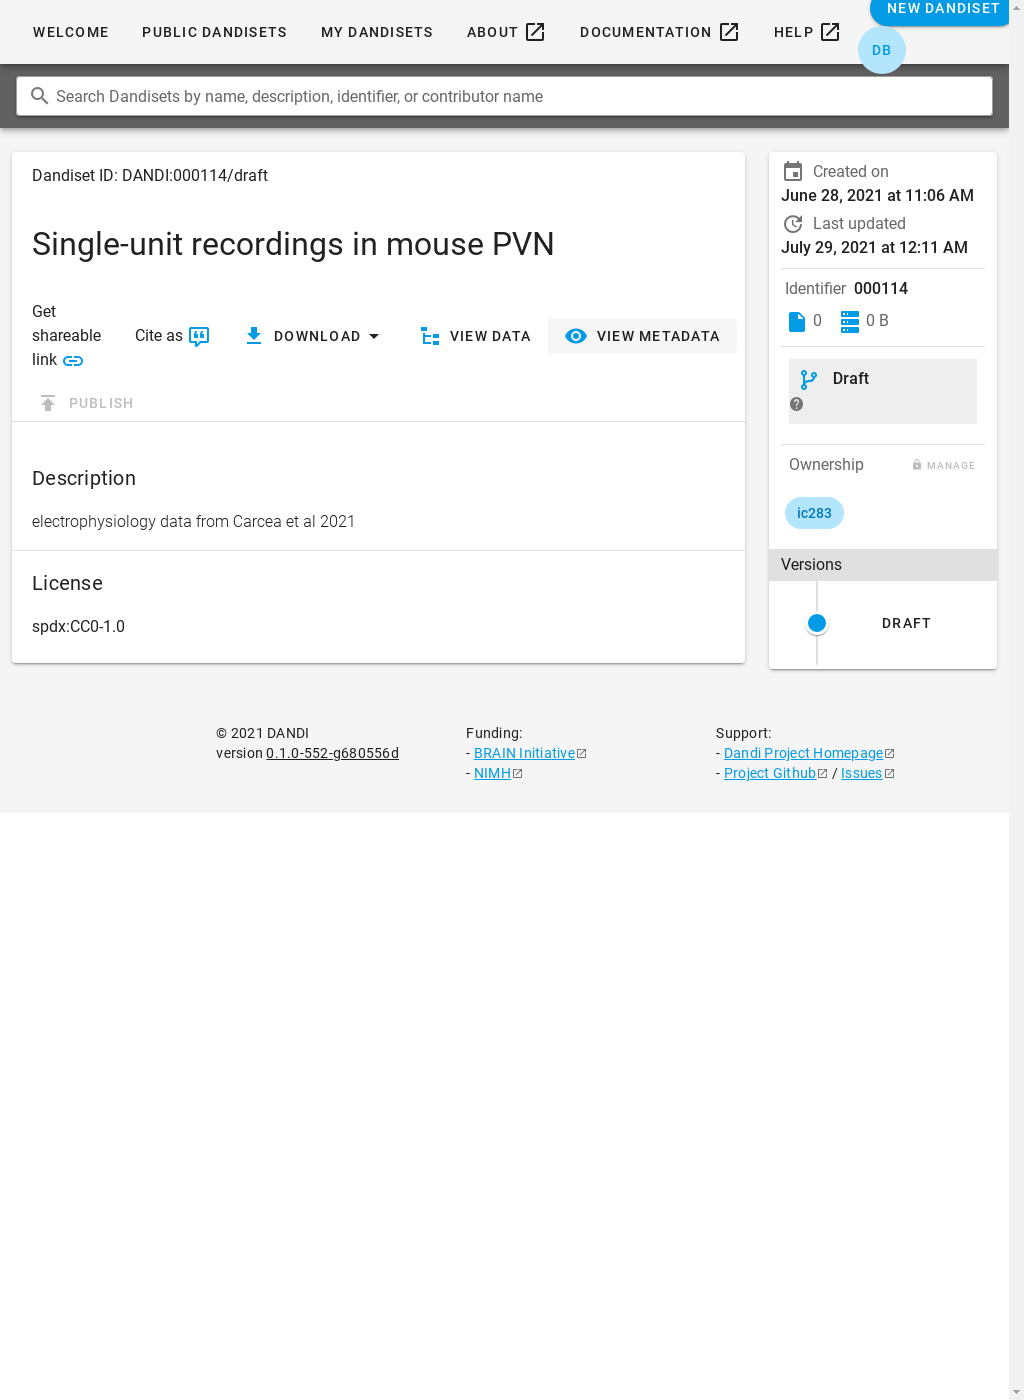 WELCOME PUBLIC DANDISETS MY DANDISETS ABOUT DOCUMENTATION HELP NEW DANDISET
DB
Search Dandisets by name, description, identifier, or contributor name
Dandiset ID: DANDI:000114/draft
Single-unit recordings in mouse PVN
Get
shareable
link
Cite as
DOWNLOAD
VIEW DATA
VIEW METADATA
PUBLISH
Description
electrophysiology data from Carcea et al 2021
License
spdx:CC0-1.0
Created on
June 28, 2021 at 11:06 AM
Last updated
July 29, 2021 at 12:11 AM
Identifier 000114
0 0 B
Draft
Ownership MANAGE
ic283
Versions
DRAFT
© 2021 DANDI
version 0.1.0-552-g680556d
Funding:
- BRAIN Initiative
- NIMH
Support:
- Dandi Project Homepage
- Project Github / Issues